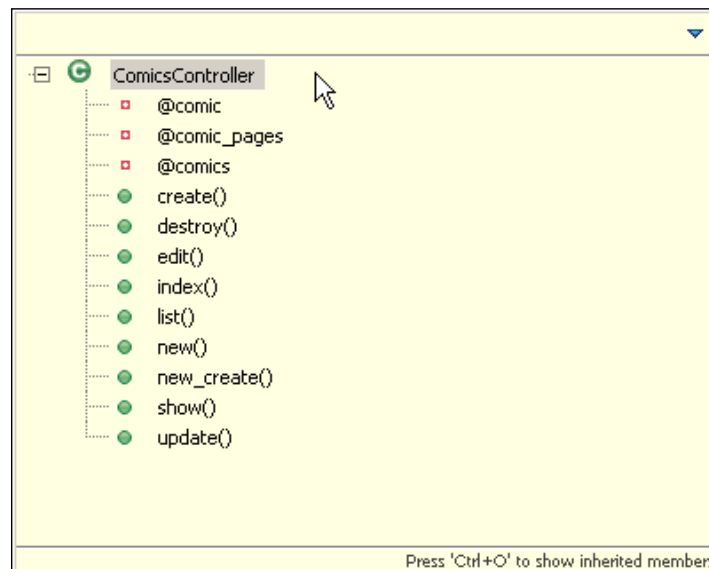 ComicsController
@comic
@comic_pages
@comics
create()
destroy()
edit()
index()
list()
new()
new_create()
show()
update()
Press 'Ctrl+O' to show inherited member